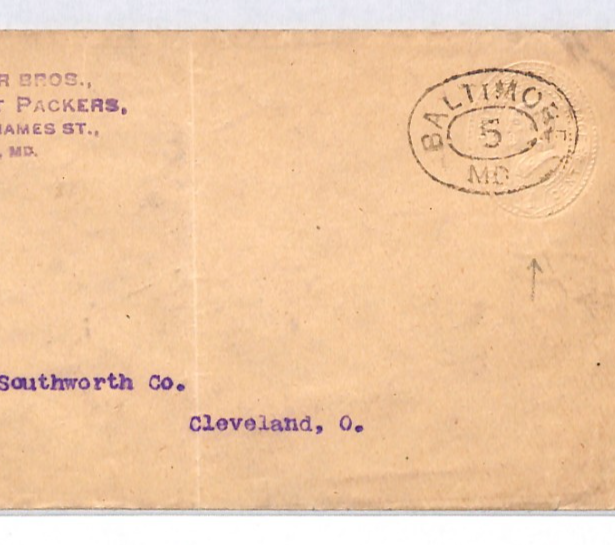 R BROS.,
T PACKERS,
HAMES ST.,
, MD.
BALTIMORE
5
MD
Southworth Co.
Cleveland, O.